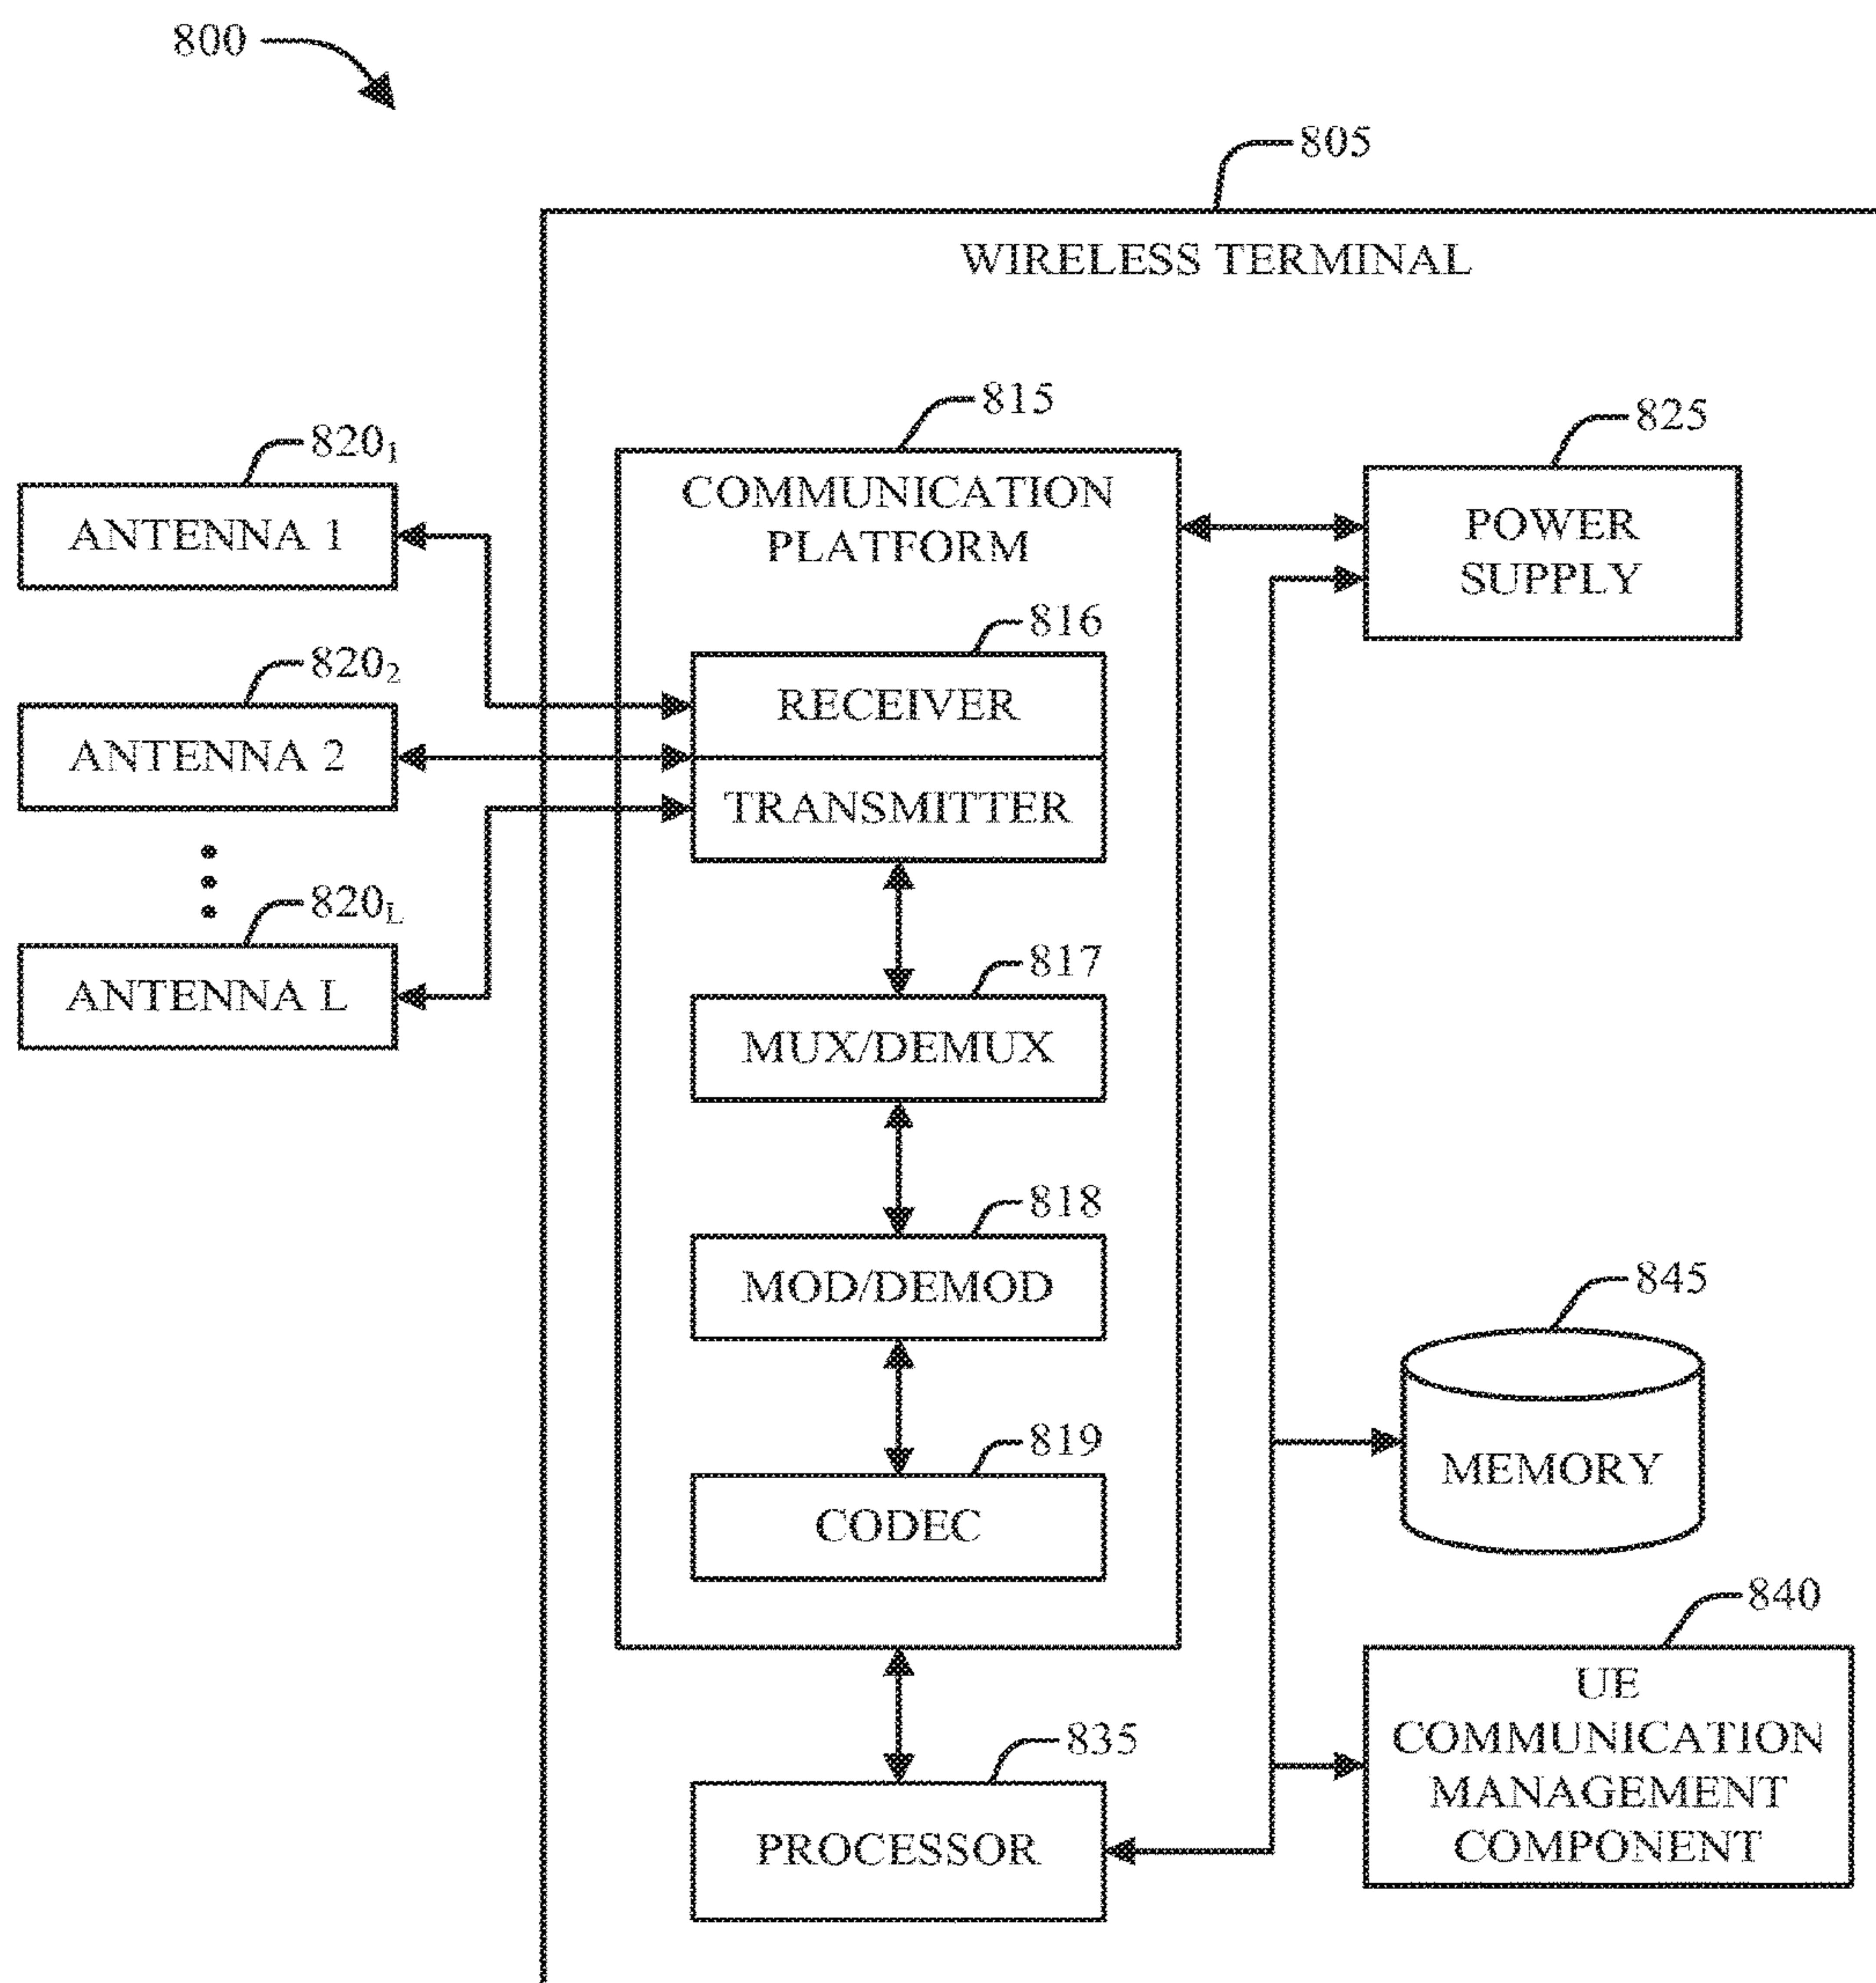 800
805
WIRELESS TERMINAL
815
825
820₁
COMMUNICATION
PLATFORM
POWER
SUPPLY
ANTENNA 1
816
820₂
RECEIVER
ANTENNA 2
TRANSMITTER
820L
817
ANTENNA L
MUX/DEMUX
818
MOD/DEMOD
845
819
MEMORY
CODEC
840
UE
COMMUNICATION
MANAGEMENT
COMPONENT
835
PROCESSOR